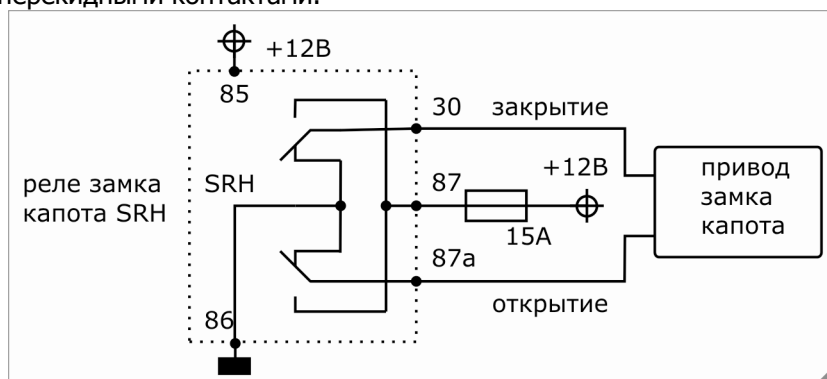 перекидными контактами.
+12В
85
30 закрытие
+12В
привод
замка
капота
реле замка
капота SRH
SRH
87
15А
87а
86
открытие